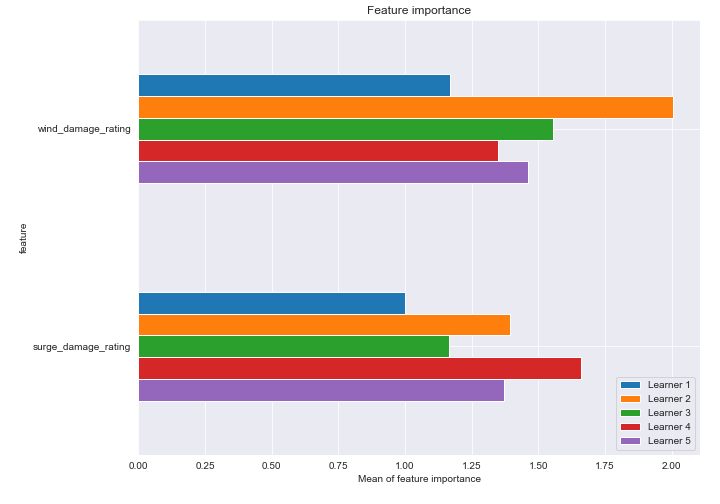 Feature importance
wind_damage_rating
feature
surge_damage_rating
Learner 1
Learner 2
Learner 3
Learner 4
Learner 5
0.00 0.25 0.50 0.75 1.00 1.25 1.50 1.75 2.00
Mean of feature importance